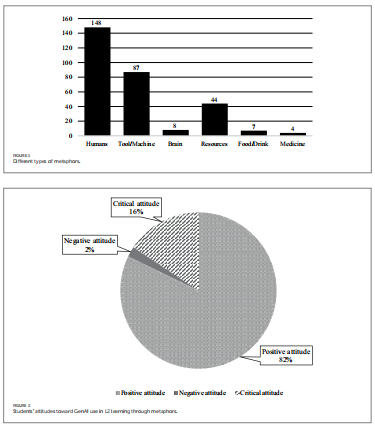 160
148
140
120
100
87
80
60
44
40
20
8
7
4
0
Humans Tool/Machine Brain Resources Food/Drink Medicine
FIGURE 1
Different types of metaphors.
Critical attitude
16%
Negative attitude
2%
Positive attitude
82%
Positive attitude Negative attitude Critical attitude
Students' attitudes toward GenAI use in L2 learning through metaphors.